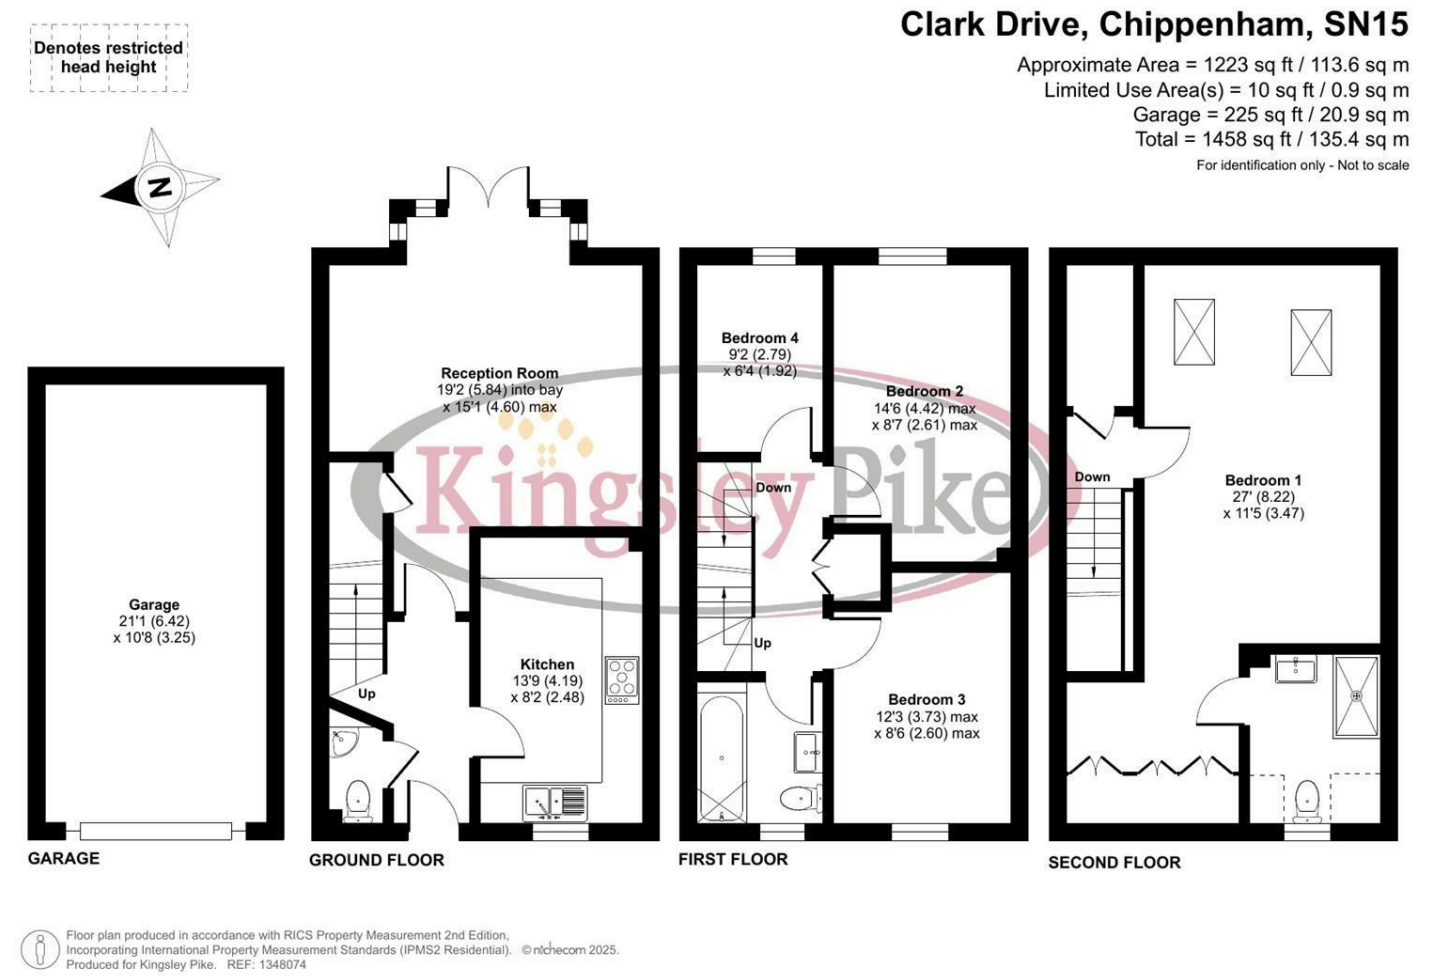 Clark Drive, Chippenham, SN15
Approximate Area = 1223 sq ft / 113.6 sq m
Limited Use Area(s) = 10 sq ft / 0.9 sq m
Garage = 225 sq ft / 20.9 sq m
Total = 1458 sq ft / 135.4 sq m
For identification only - Not to scale
Denotes restricted
head height
N
Garage
21'1 (6.42)
x 10'8 (3.25)
GARAGE
Reception Room
19'2 (5.84) into bay
x 15'1 (4.60) max
Kitchen
13'9 (4.19)
x 8'2 (2.48)
Up
GROUND FLOOR
Bedroom 4
9'2 (2.79)
x 6'4 (1.92)
Bedroom 2
14'6 (4.42) max
x 8'7 (2.61) max
Down
Up
Bedroom 3
12'3 (3.73) max
x 8'6 (2.60) max
FIRST FLOOR
Down
Bedroom 1
27' (8.22)
x 11'5 (3.47)
SECOND FLOOR
Kingsley Pike
Floor plan produced in accordance with RICS Property Measurement 2nd Edition,
Incorporating International Property Measurement Standards (IPMS2 Residential). © nichecom 2025.
Produced for Kingsley Pike. REF: 1348074